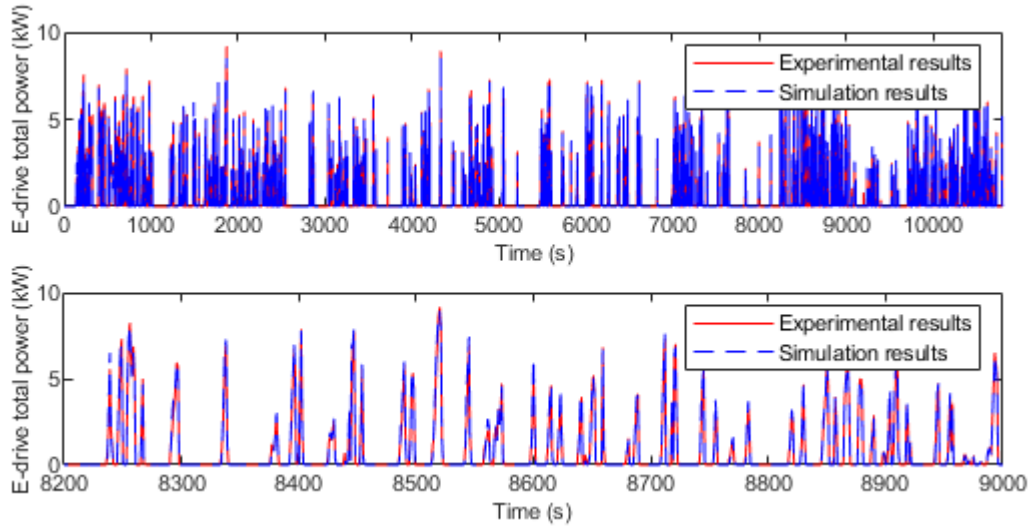 E-drive total power (kW)
10
5
0
Experimental results
Simulation results
0 1000 2000 3000 4000 5000 6000 7000 8000 9000 10000
Time (s)
E-drive total power (kW)
10
5
0
Experimental results
Simulation results
8200 8300 8400 8500 8600 8700 8800 8900 9000
Time (s)